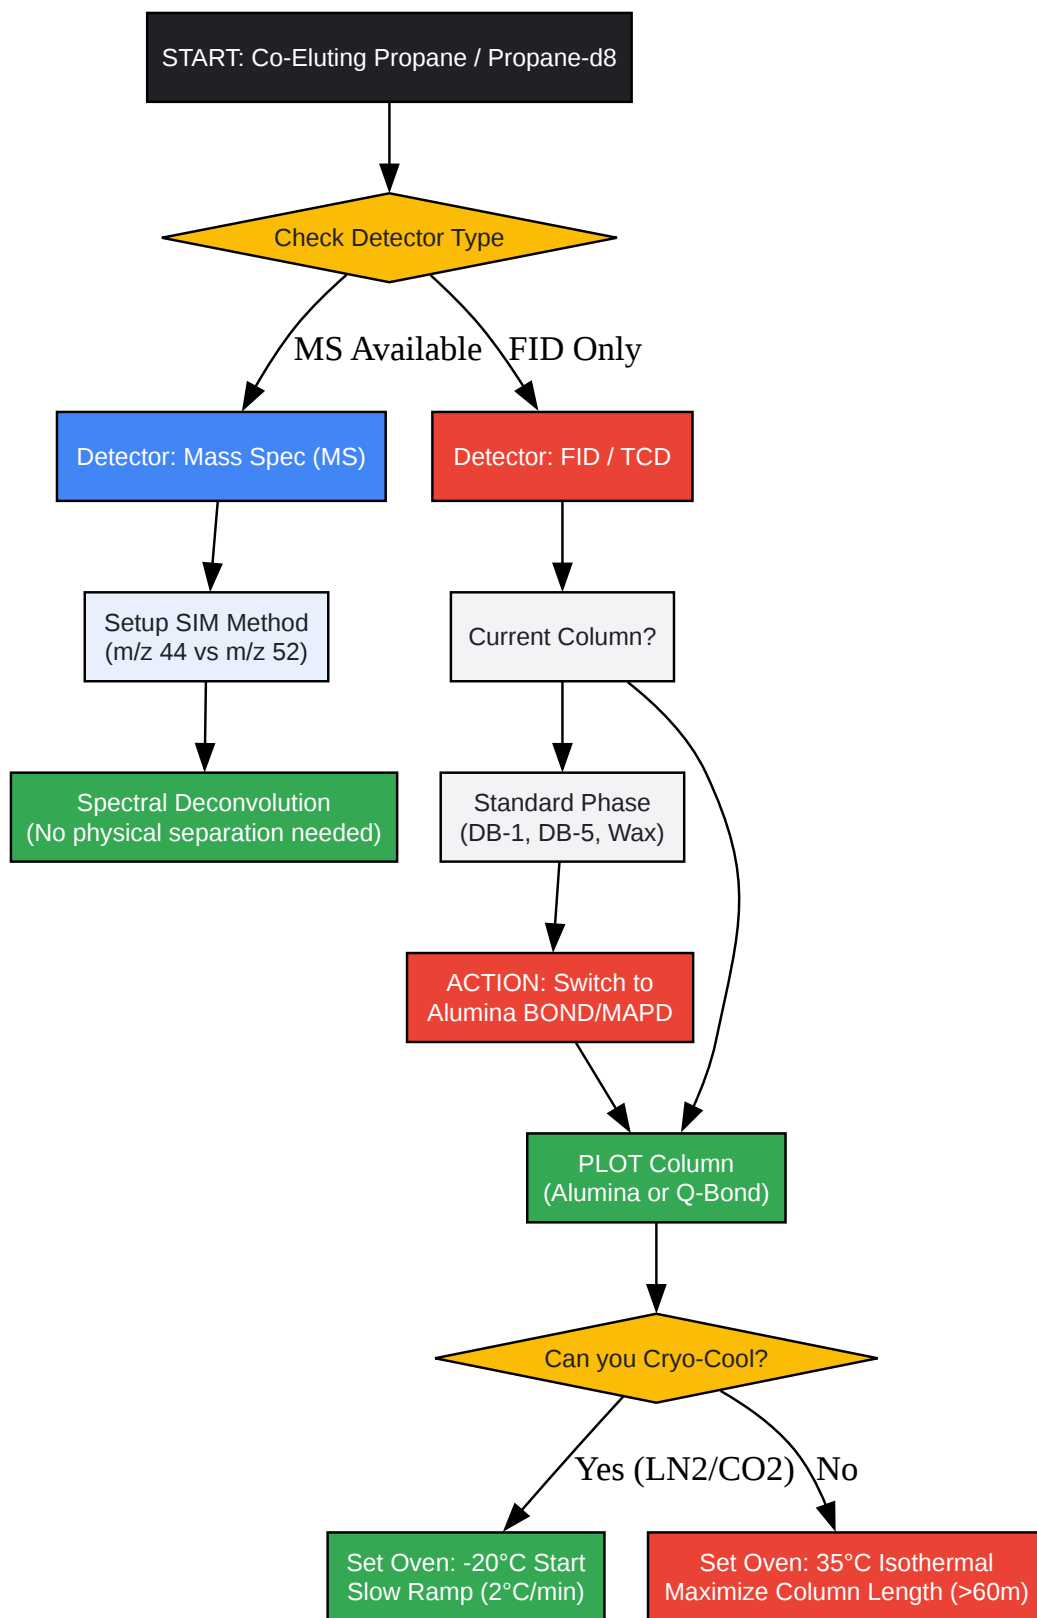 START: Co-Eluting Propane / Propane-d8
Check Detector Type
MS Available
FID Only
Detector: Mass Spec (MS)
Detector: FID / TCD
Setup SIM Method
(m/z 44 vs m/z 52)
Current Column?
Spectral Deconvolution
(No physical separation needed)
Standard Phase
(DB-1, DB-5, Wax)
ACTION: Switch to
Alumina BOND/MAPD
PLOT Column
(Alumina or Q-Bond)
Can you Cryo-Cool?
Yes (LN2/CO2)
No
Set Oven: -20°C Start
Slow Ramp (2°C/min)
Set Oven: 35°C Isothermal
Maximize Column Length (>60m)